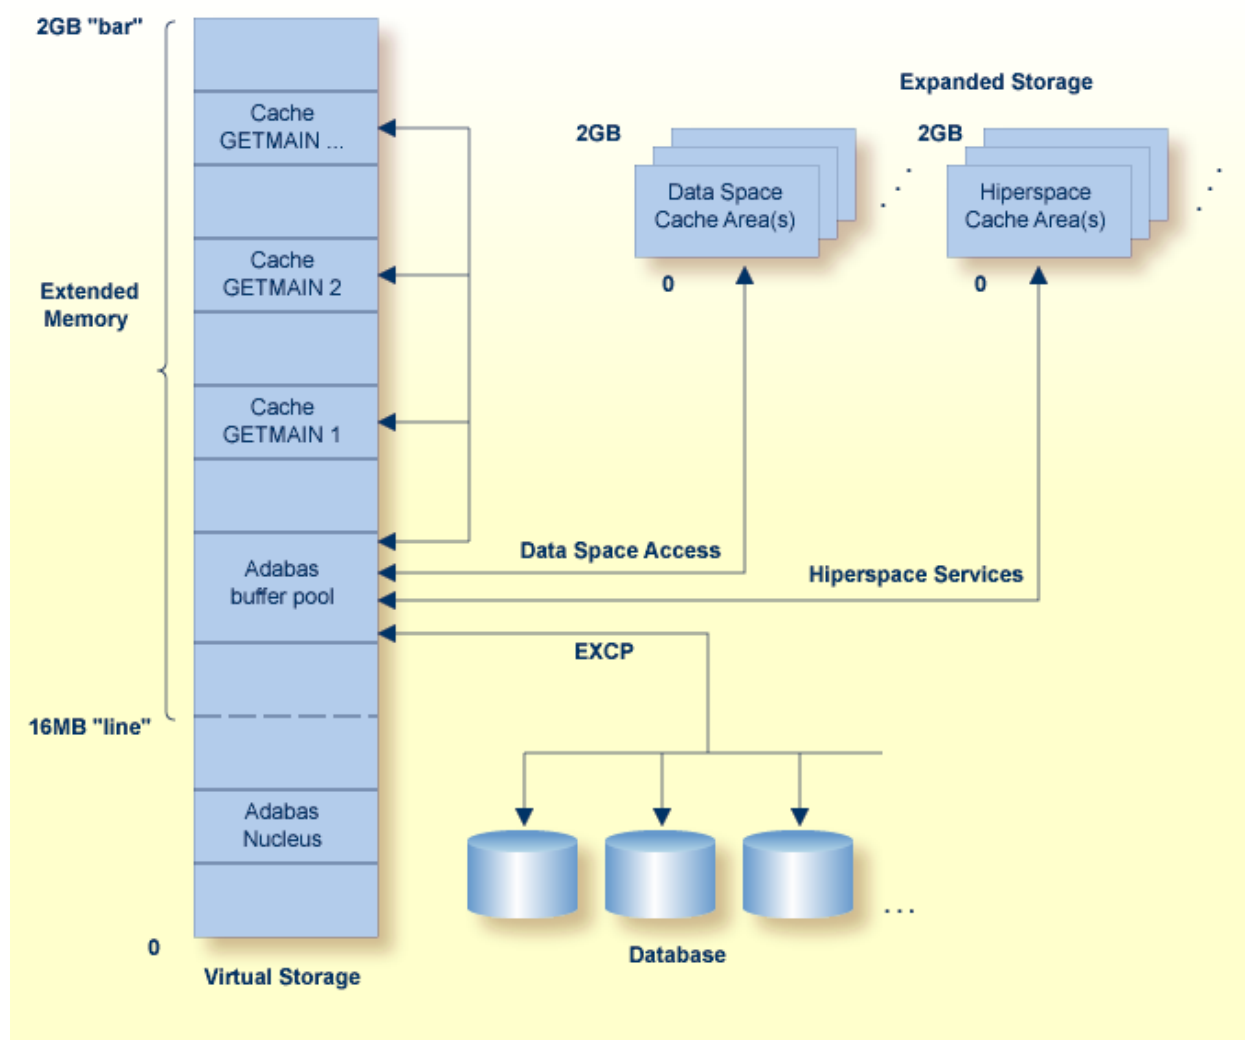 2GB "bar"
Cache
GETMAIN ...
Expanded Storage
2GB
2GB
Data Space
Cache Area(s)
Hiperspace
Cache Area(s)
Cache
GETMAIN 2
0
0
Extended
Memory
Cache
GETMAIN 1
Data Space Access
Adabas
buffer pool
Hiperspace Services
EXCP
16MB "line"
Adabas
Nucleus
...
0
Database
Virtual Storage